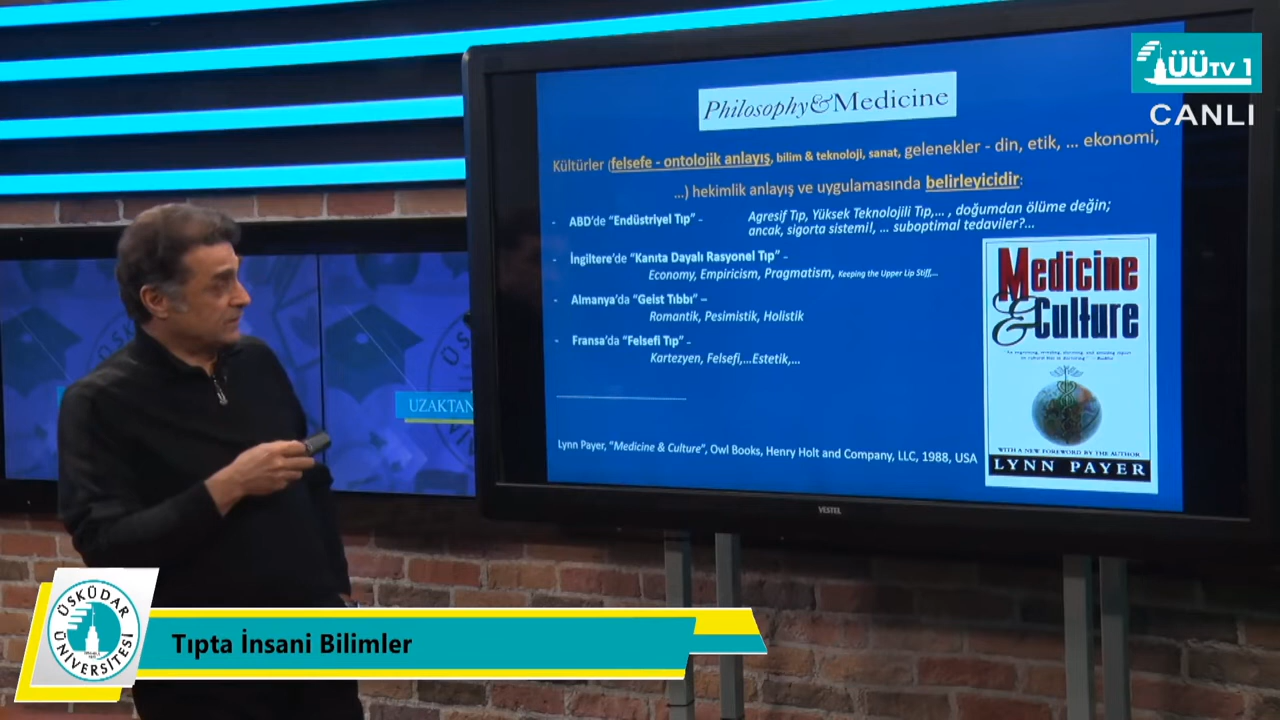 ÜÜTV 1
CANLI
Philosophy&Medicine
Kültürler (felsefe - ontolojik anlayış, bilim & teknoloji, sanat, gelenekler - din, etik, ... ekonomi,
...) hekimlik anlayış ve uygulamasında belirleyicidir:
- ABD'de “Endüstriyel Tıp” - Agresif Tıp, Yüksek Teknolojili Tıp,... , doğumdan ölüme değin;
ancak, sigorta sistemi!, ... suboptimal tedaviler?...
- İngiltere'de “Kanıta Dayalı Rasyonel Tıp” -
Economy, Empiricism, Pragmatism, Keeping the Upper Lip Stiff,...
- Almanya'da “Geist Tıbbı” –
Romantik, Pesimistik, Holistik
- Fransa'da “Felsefi Tıp” -
Kartezyen, Felsefi,...Estetik,...
Medicine
&Culture
WITH A NEW FOREWORD BY THE AUTHOR
LYNN PAYER
Lynn Payer, “Medicine & Culture”, Owl Books, Henry Holt and Company, LLC, 1988, USA
UZAKTAN
VESTEL
ÜSKÜDAR
ÜNİVERSİTESİ
Tıpta İnsani Bilimler